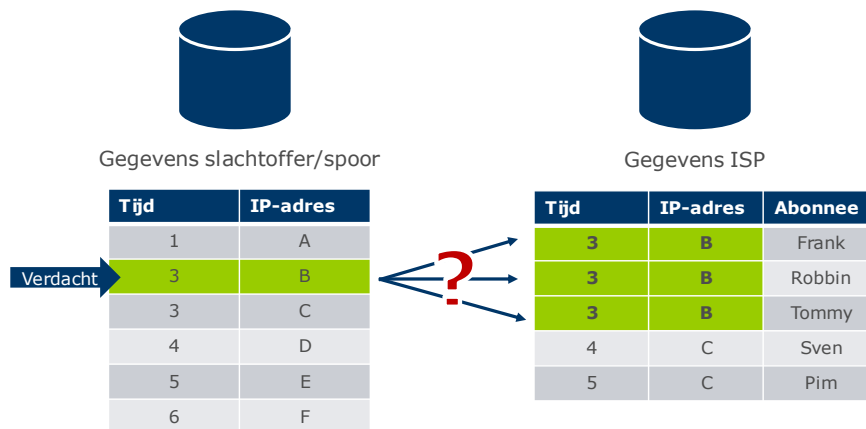 Gegevens slachtoffer/spoor
Gegevens ISP
Tijd IP-adres
1 A
Verdacht
3 B
3 C
4 D
5 E
6 F
?
Tijd IP-adres Abonnee
3 B Frank
3 B Robbin
3 B Tommy
4 C Sven
5 C Pim